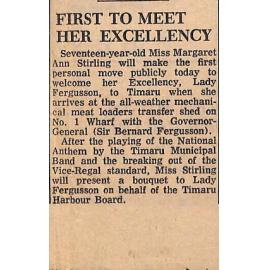 FIRST TO MEET
HER EXCELLENCY
Seventeen-year-old Miss Margaret
Ann Stirling will make the first
personal move publicly today to
welcome her Excellency, Lady
Fergusson, to Timaru when she
arrives at the all-weather mechani-
cal meat loaders transfer shed on
No. 1 Wharf with the Governor-
General (Sir Bernard Fergusson).
After the playing of the National
Anthem by the Timaru Municipal
Band and the breaking out of the
Vice-Regal standard, Miss Stirling
will present a bouquet to Lady
Fergusson on behalf of the Timaru
Harbour Board.